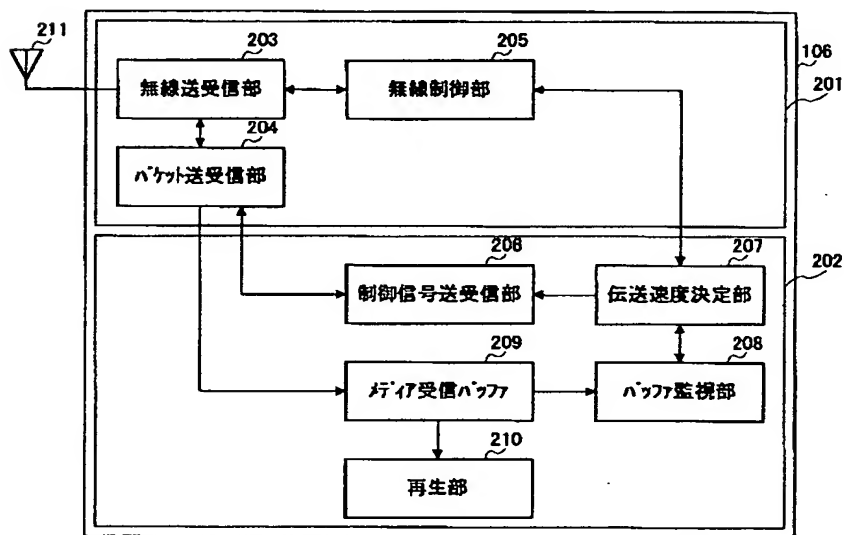 211
203
無線送受信部
205
無線制御部
106
201
204
パケット送受信部
206
制御信号送受信部
207
伝送速度決定部
202
209
メディア受信バッファ
208
バッファ監視部
210
再生部